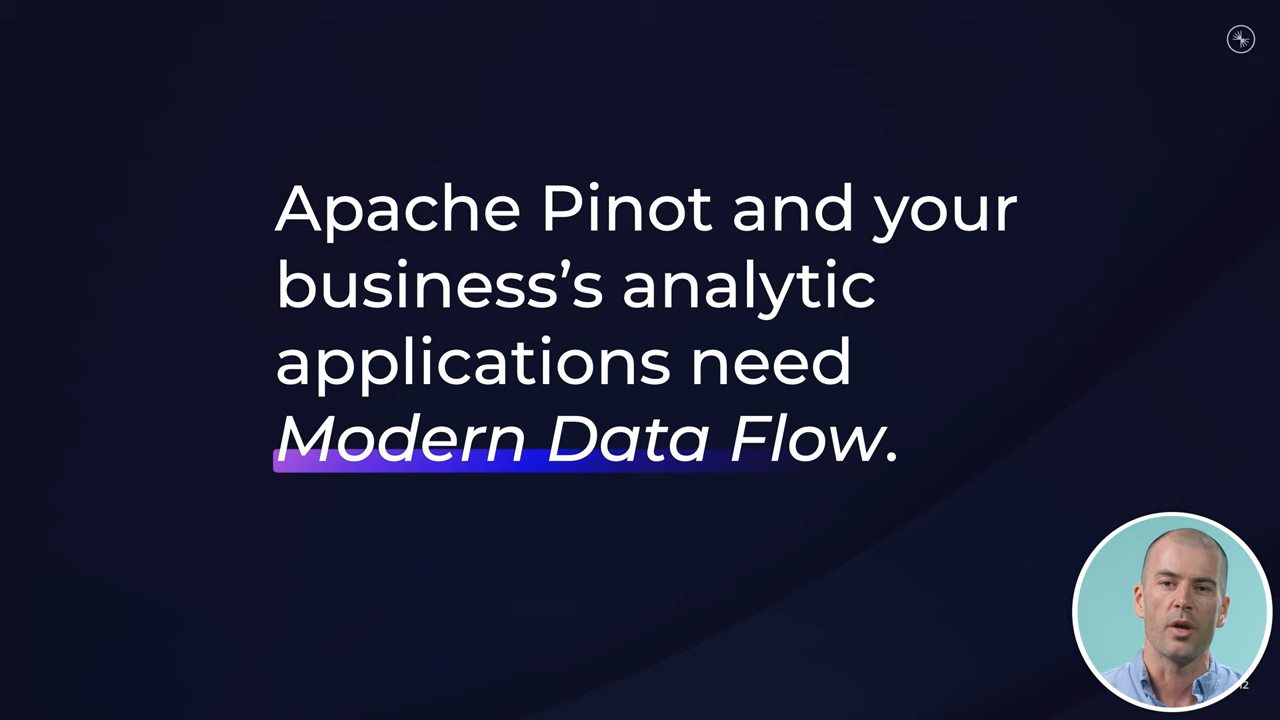 Apache Pinot and your
business’s analytic
applications need
Modern Data Flow.